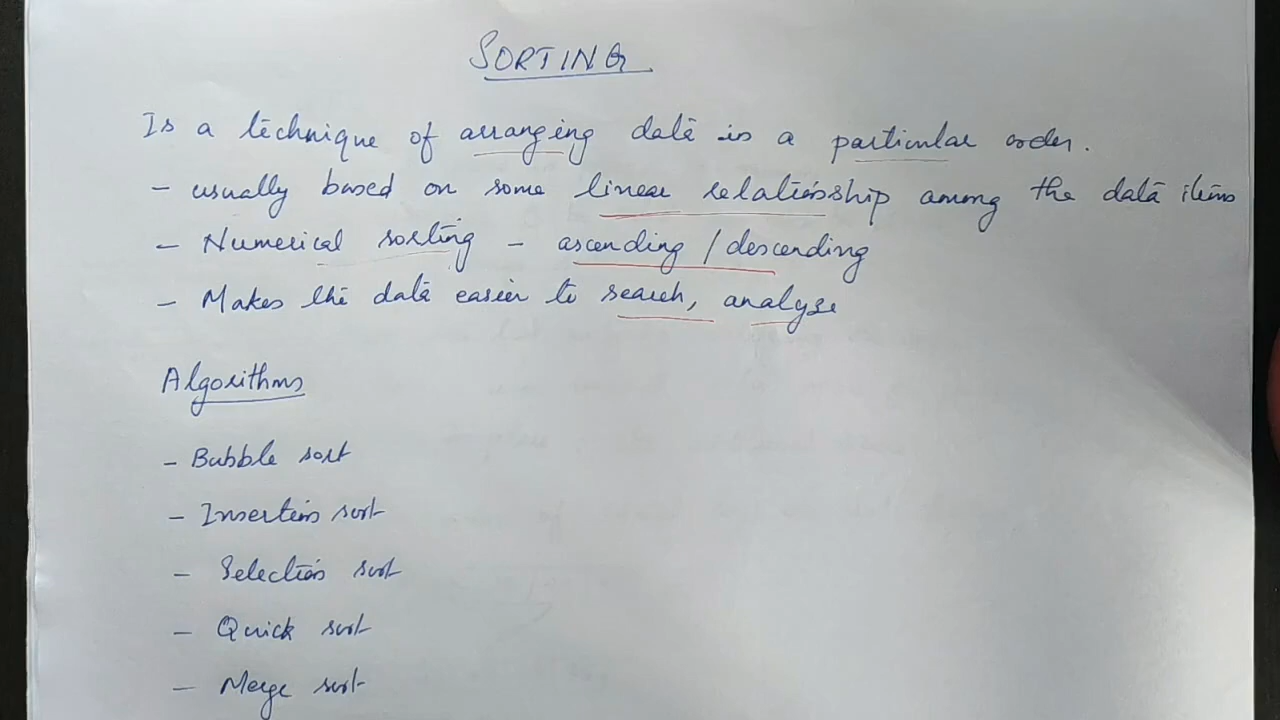 SORTING
Is a technique of arranging data in a particular order.
- usually based on some linear relationship among the data items
- Numerical sorting - ascending / descending
- Makes the data easier to search, analyze
Algorithms
- Bubble sort
- Insertion sort
- Selection sort
- Quick sort
- Merge sort